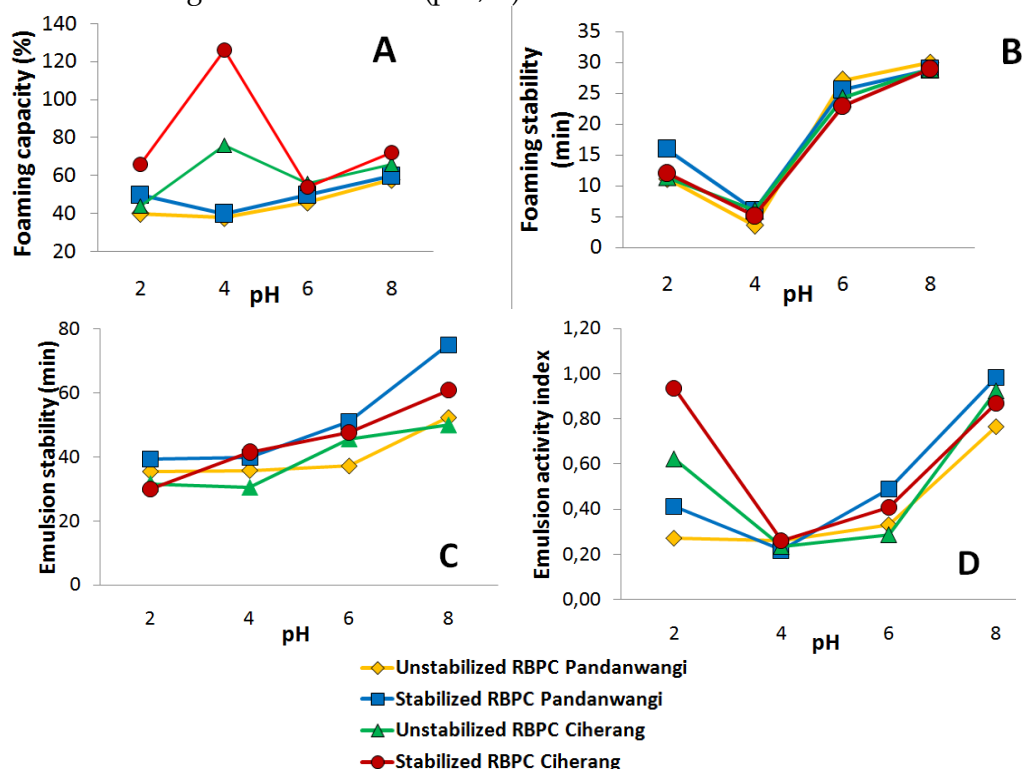 A
Foaming capacity (%)
140
120
100
80
60
40
20
2 4 6 8
pH
B
Foaming stability
(min)
35
30
25
20
15
10
5
0
2 4 6 8
pH
C
Emulsion stability (min)
80
60
40
20
0
2 4 6 8
pH
D
Emulsion activity index
1,20
1,00
0,80
0,60
0,40
0,20
0,00
2 4 6 8
pH
Unstabilized RBPC Pandanwangi
Stabilized RBPC Pandanwangi
Unstabilized RBPC Ciherang
Stabilized RBPC Ciherang